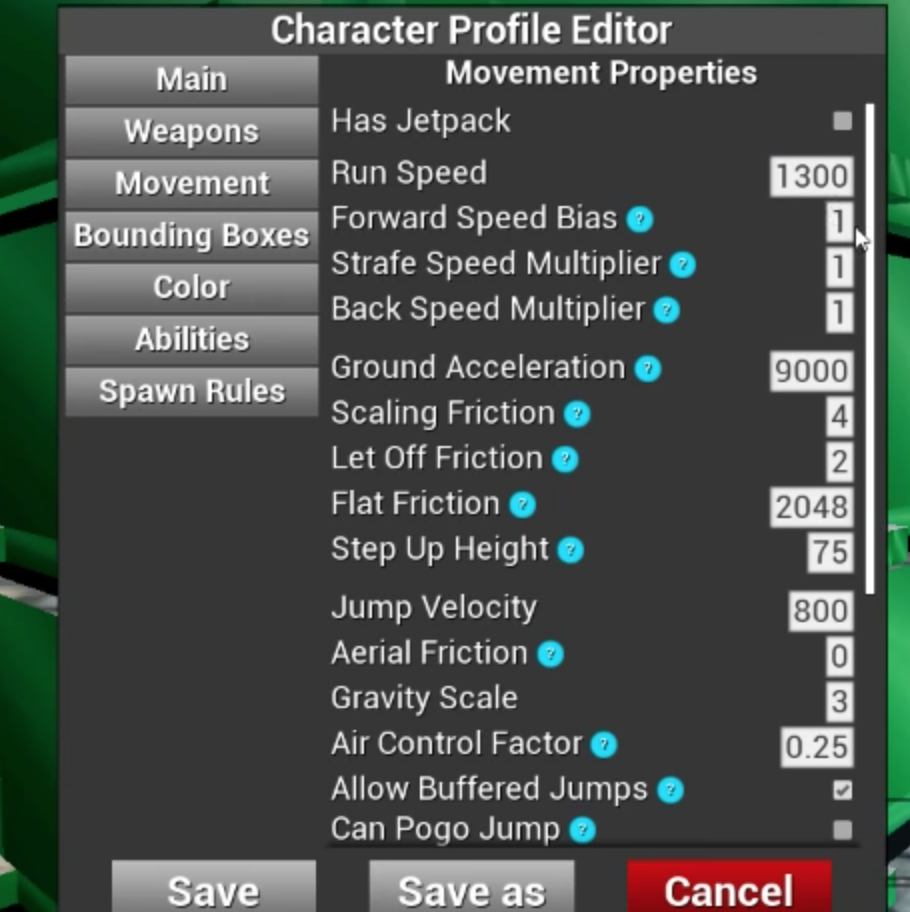 Character Profile Editor
Main
Weapons
Movement
Bounding Boxes
Color
Abilities
Spawn Rules
Movement Properties
Has Jetpack
Run Speed 1300
Forward Speed Bias ? 1
Strafe Speed Multiplier ? 1
Back Speed Multiplier ? 1
Ground Acceleration ? 9000
Scaling Friction ? 4
Let Off Friction ? 2
Flat Friction ? 2048
Step Up Height ? 75
Jump Velocity 800
Aerial Friction ? 0
Gravity Scale 3
Air Control Factor ? 0.25
Allow Buffered Jumps ?
Can Pogo Jump ?
Save Save as Cancel